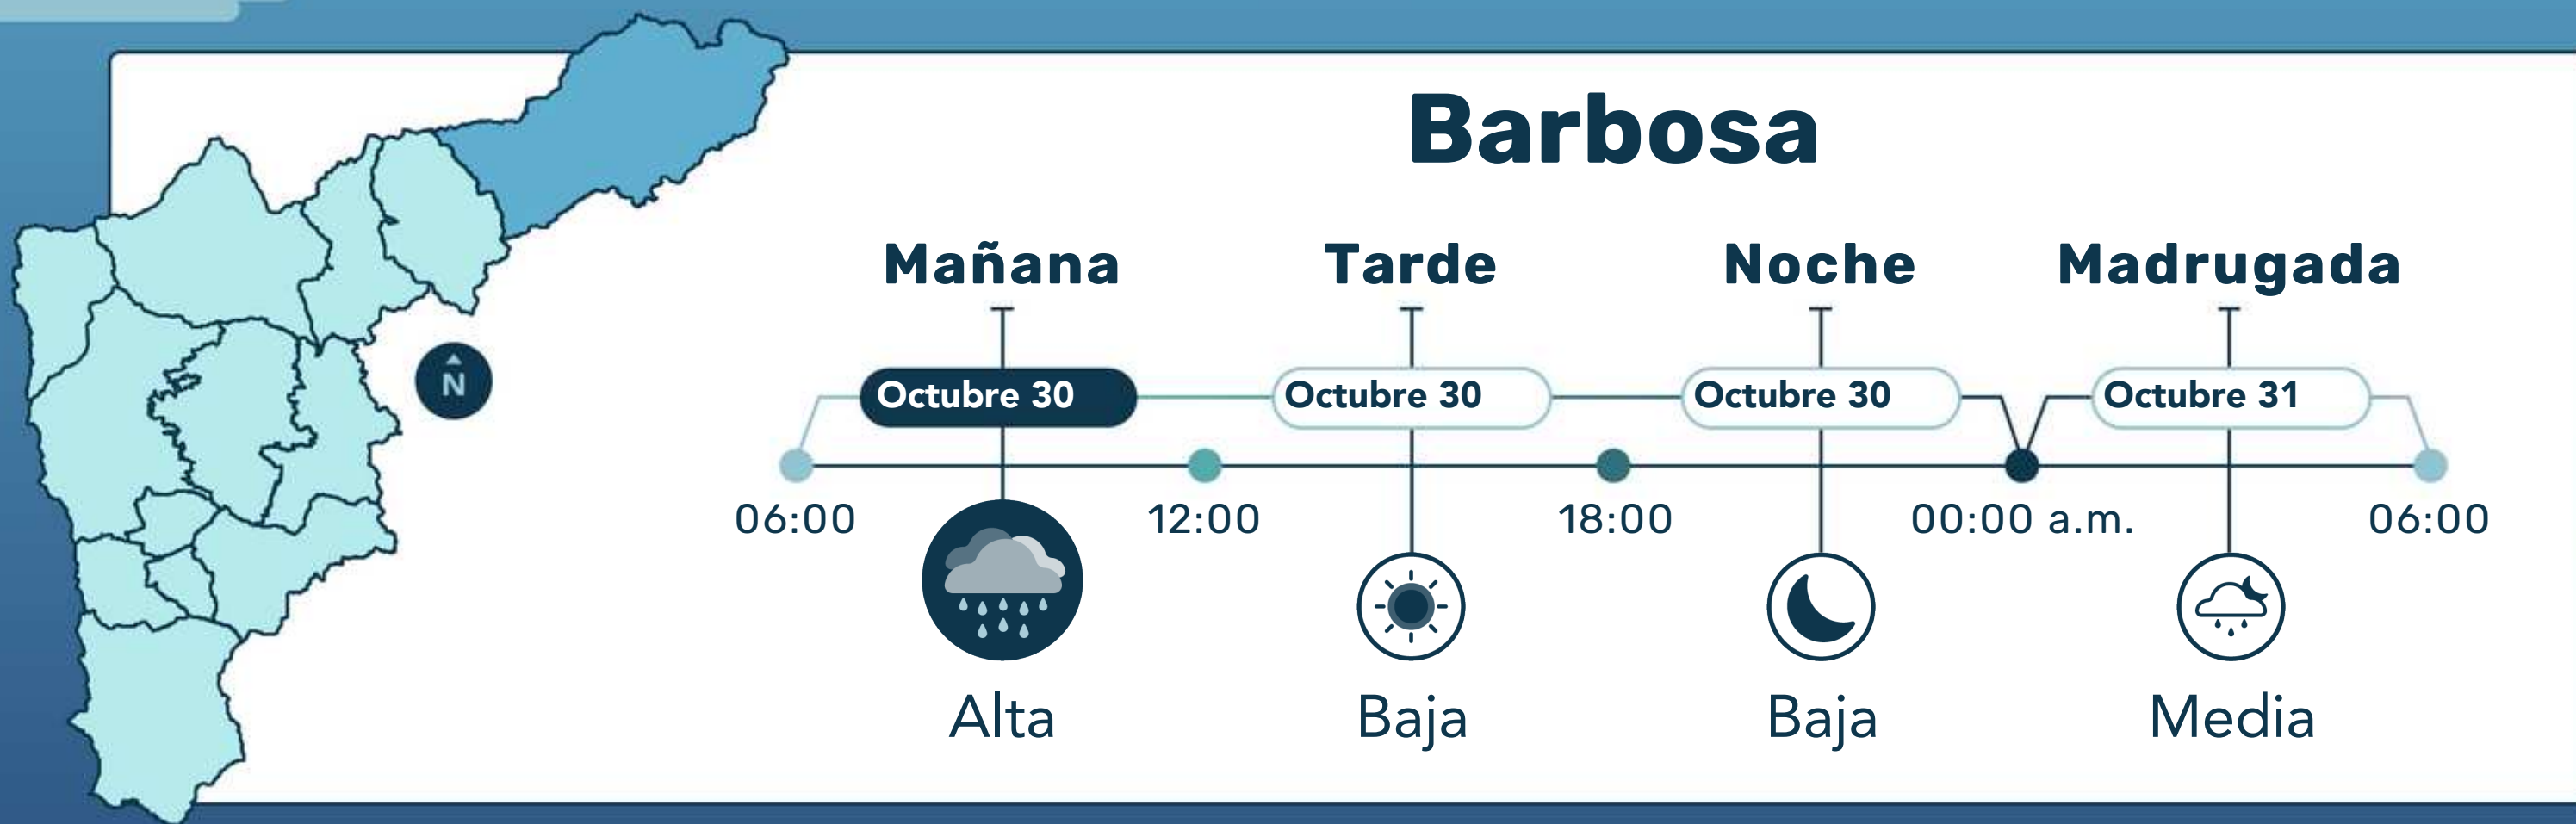 Barbosa
Mañana Tarde Noche Madrugada
N
Octubre 30 Octubre 30 Octubre 30 Octubre 31
06:00 12:00 18:00 00:00 a.m. 06:00
Alta Baja Baja Media